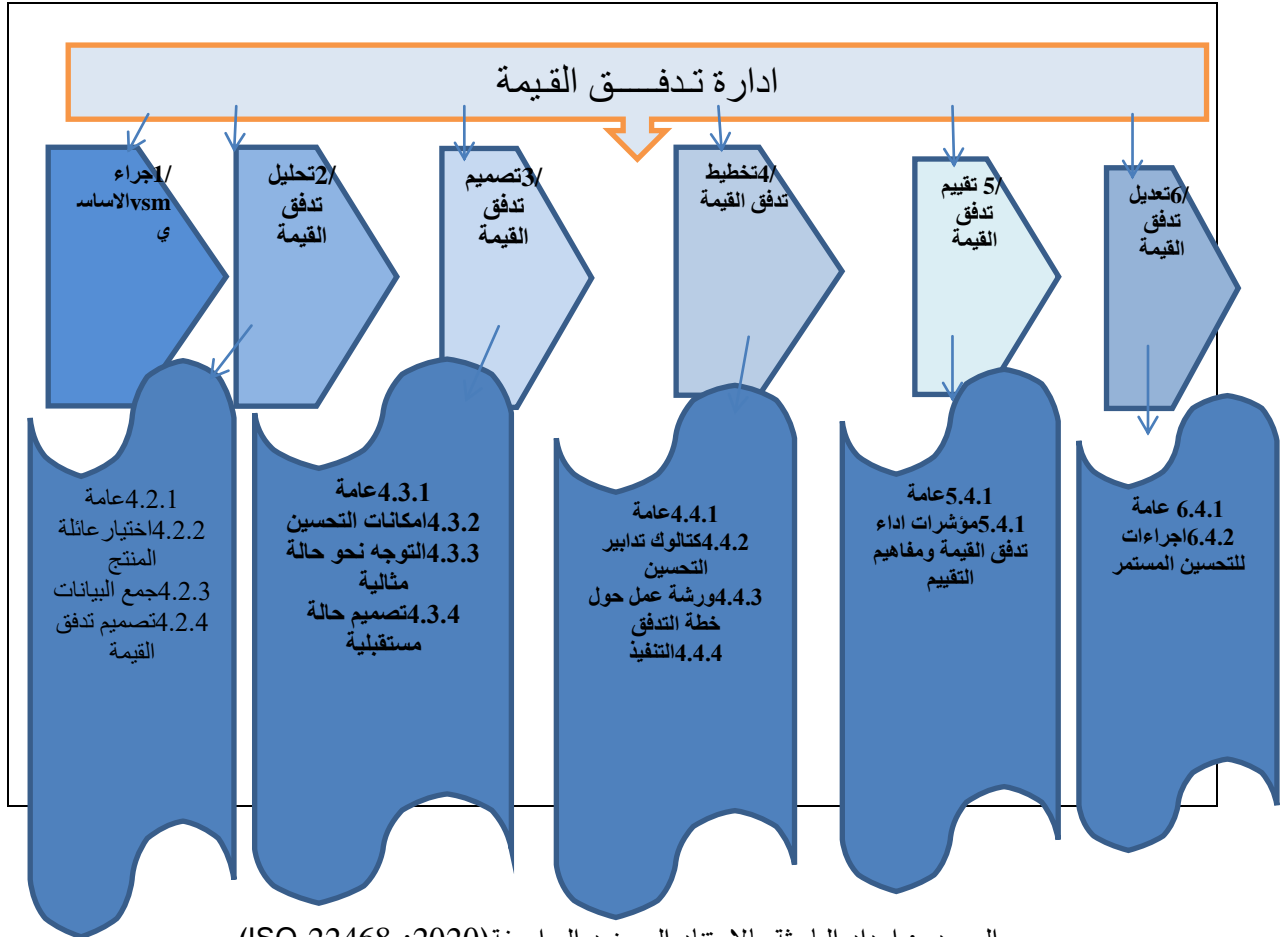 ادارة تدفـــــق القيمة
1/جراء
vsmالاساس
ي
2/تحليل
تدفق
القيمة
3/تصميم
تدفق
القيمة
4/تخطيط
تدفق القيمة
5/ تقييم
تدفق
القيمة
6/تعديل
تدفق
القيمة
4.2.1عامة
4.2.2اختيار عائلة
المنتج
4.2.3جمع البيانات
4.2.4تصميم تدفق
القيمة
4.3.1عامة
4.3.2امكانات التحسين
4.3.3التوجه نحو حالة
مثالية
4.3.4تصميم حالة
مستقبلية
4.4.1عامة
4.4.2كتالوك تدابير
التحسين
4.4.3ورشة عمل حول
خطة التدفق
4.4.4التنفيذ
5.4.1عامة
5.4.1مؤشرات اداء
تدفق القيمة ومفاهيم
التقييم
6.4.1 عامة
6.4.2اجراءات
للتحسين المستمر
(ISO 22468 :2020)